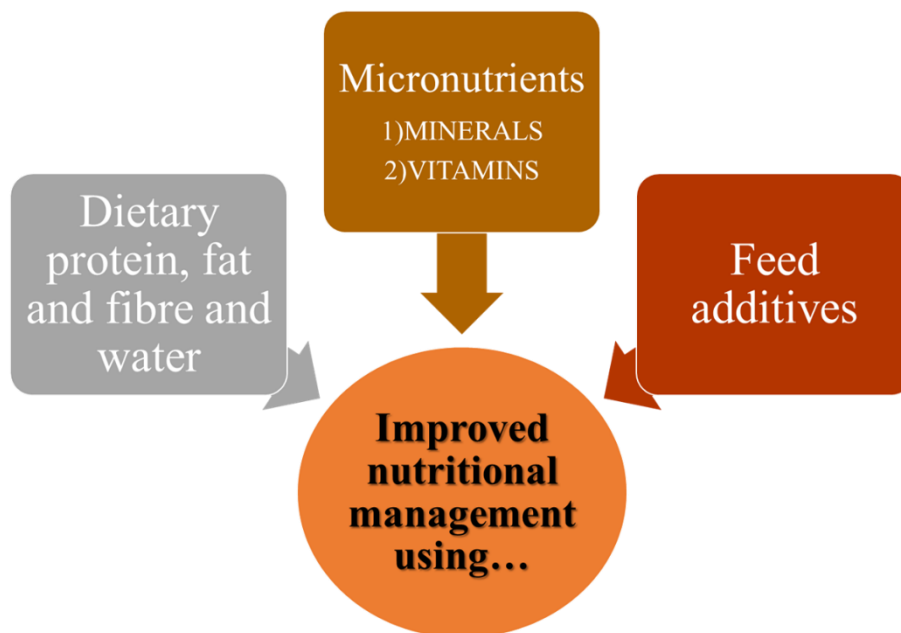 Micronutrients
1)MINERALS
2)VITAMINS
Dietary
protein, fat
and fibre and
water
Feed
additives
Improved
nutritional
management
using…